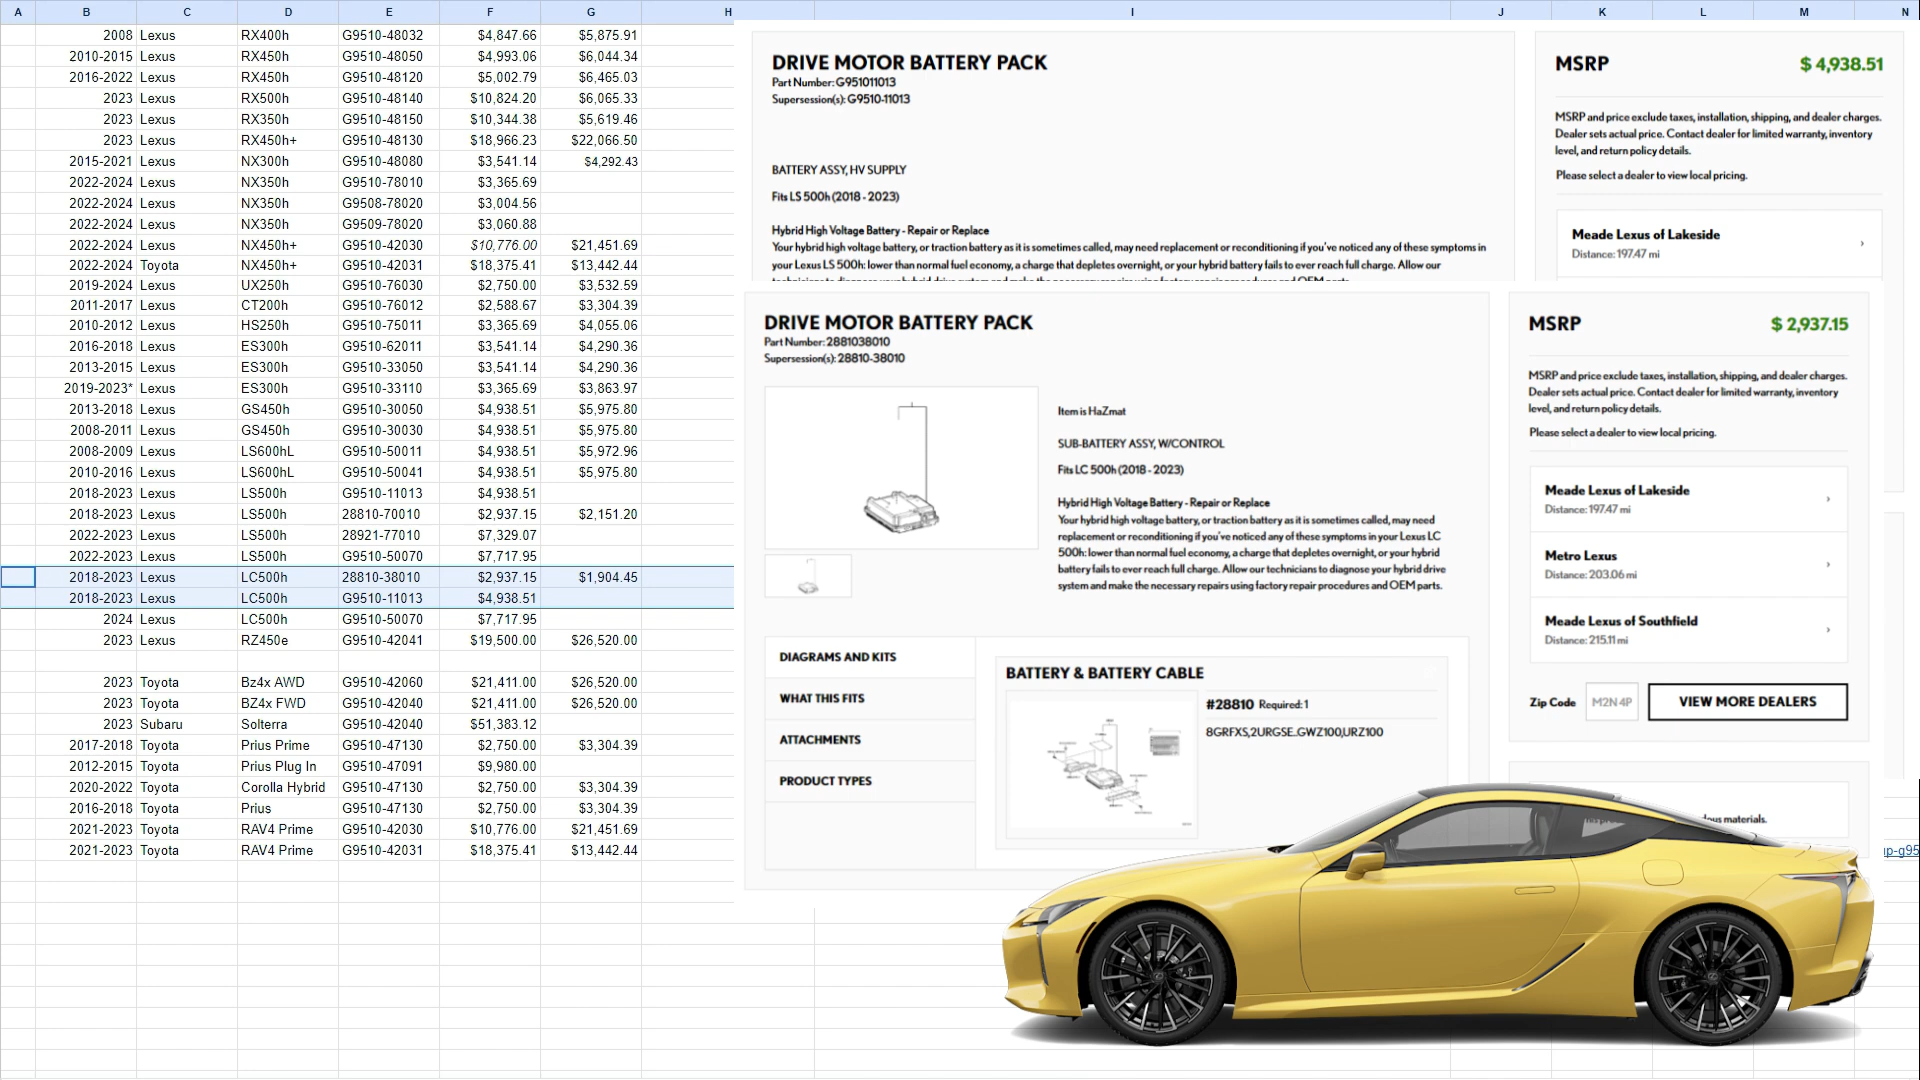 A B C D E F G H I J K L M N
2008 Lexus RX400h G9510-48032 $4,847.66 $5,875.91
2010-2015 Lexus RX450h G9510-48050 $4,993.06 $6,044.34
2016-2022 Lexus RX450h G9510-48120 $5,002.79 $6,465.03
2023 Lexus RX500h G9510-48140 $10,824.20 $6,065.33
2023 Lexus RX350h G9510-48150 $10,344.38 $5,619.46
2023 Lexus RX450h+ G9510-48130 $18,966.23 $22,066.50
2015-2021 Lexus NX300h G9510-48080 $3,541.14 $4,292.43
2022-2024 Lexus NX350h G9510-78010 $3,365.69
2022-2024 Lexus NX350h G9508-78020 $3,004.56
2022-2024 Lexus NX350h G9509-78020 $3,060.88
2022-2024 Lexus NX450h+ G9510-42030 $10,776.00 $21,451.69
2022-2024 Toyota NX450h+ G9510-42031 $18,375.41 $13,442.44
2019-2024 Lexus UX250h G9510-76030 $2,750.00 $3,532.59
2011-2017 Lexus CT200h G9510-76012 $2,588.67 $3,304.39
2010-2012 Lexus HS250h G9510-75011 $3,365.69 $4,055.06
2016-2018 Lexus ES300h G9510-62011 $3,541.14 $4,290.36
2013-2015 Lexus ES300h G9510-33050 $3,541.14 $4,290.36
2019-2023* Lexus ES300h G9510-33110 $3,365.69 $3,863.97
2013-2018 Lexus GS450h G9510-30050 $4,938.51 $5,975.80
2008-2011 Lexus GS450h G9510-30030 $4,938.51 $5,975.80
2008-2009 Lexus LS600hL G9510-50011 $4,938.51 $5,972.96
2010-2016 Lexus LS600hL G9510-50041 $4,938.51 $5,975.80
2018-2023 Lexus LS500h G9510-11013 $4,938.51
2018-2023 Lexus LS500h 28810-70010 $2,937.15 $2,151.20
2022-2023 Lexus LS500h 28921-77010 $7,329.07
2022-2023 Lexus LS500h G9510-50070 $7,717.95
2018-2023 Lexus LC500h 28810-38010 $2,937.15 $1,904.45
2018-2023 Lexus LC500h G9510-11013 $4,938.51
2024 Lexus LC500h G9510-50070 $7,717.95
2023 Lexus RZ450e G9510-42041 $19,500.00 $26,520.00
2023 Toyota Bz4x AWD G9510-42060 $21,411.00 $26,520.00
2023 Toyota BZ4x FWD G9510-42040 $21,411.00 $26,520.00
2023 Subaru Solterra G9510-42040 $51,383.12
2017-2018 Toyota Prius Prime G9510-47130 $2,750.00 $3,304.39
2012-2015 Toyota Prius Plug In G9510-47091 $9,980.00
2020-2022 Toyota Corolla Hybrid G9510-47130 $2,750.00 $3,304.39
2016-2018 Toyota Prius G9510-47130 $2,750.00 $3,304.39
2021-2023 Toyota RAV4 Prime G9510-42030 $10,776.00 $21,451.69
2021-2023 Toyota RAV4 Prime G9510-42031 $18,375.41 $13,442.44
DRIVE MOTOR BATTERY PACK
Part Number: G951011013
Supersession(s): G9510-11013
BATTERY ASSY, HV SUPPLY
Fits LS 500h (2018 - 2023)
Hybrid High Voltage Battery - Repair or Replace
Your hybrid high voltage battery, or traction battery as it is sometimes called, may need replacement or reconditioning if you've noticed any of these symptoms in
your Lexus LS 500h: lower than normal fuel economy, a charge that depletes overnight, or your hybrid battery fails to ever reach full charge. Allow our
technicians to diagnose your hybrid drive system and make the necessary repairs using factory repair procedures and OEM parts.
MSRP $ 4,938.51
MSRP and price exclude taxes, installation, shipping, and dealer charges.
Dealer sets actual price. Contact dealer for limited warranty, inventory
level, and return policy details.
Please select a dealer to view local pricing.
Meade Lexus of Lakeside
Distance: 197.47 mi
DRIVE MOTOR BATTERY PACK
Part Number: 2881038010
Supersession(s): 28810-38010
Item is HaZmat
SUB-BATTERY ASSY, W/CONTROL
Fits LC 500h (2018 - 2023)
Hybrid High Voltage Battery - Repair or Replace
Your hybrid high voltage battery, or traction battery as it is sometimes called, may need
replacement or reconditioning if you've noticed any of these symptoms in your Lexus LC
500h: lower than normal fuel economy, a charge that depletes overnight, or your hybrid
battery fails to ever reach full charge. Allow our technicians to diagnose your hybrid drive
system and make the necessary repairs using factory repair procedures and OEM parts.
DIAGRAMS AND KITS
WHAT THIS FITS
ATTACHMENTS
PRODUCT TYPES
BATTERY & BATTERY CABLE
#28810 Required: 1
8GRFXS,2URGSE..GWZ100,URZ100
MSRP $ 2,937.15
MSRP and price exclude taxes, installation, shipping, and dealer charges.
Dealer sets actual price. Contact dealer for limited warranty, inventory
level, and return policy details.
Please select a dealer to view local pricing.
Meade Lexus of Lakeside
Distance: 197.47 mi
Metro Lexus
Distance: 203.06 mi
Meade Lexus of Southfield
Distance: 215.11 mi
Zip Code M2N 4P VIEW MORE DEALERS
materials.
up-g95